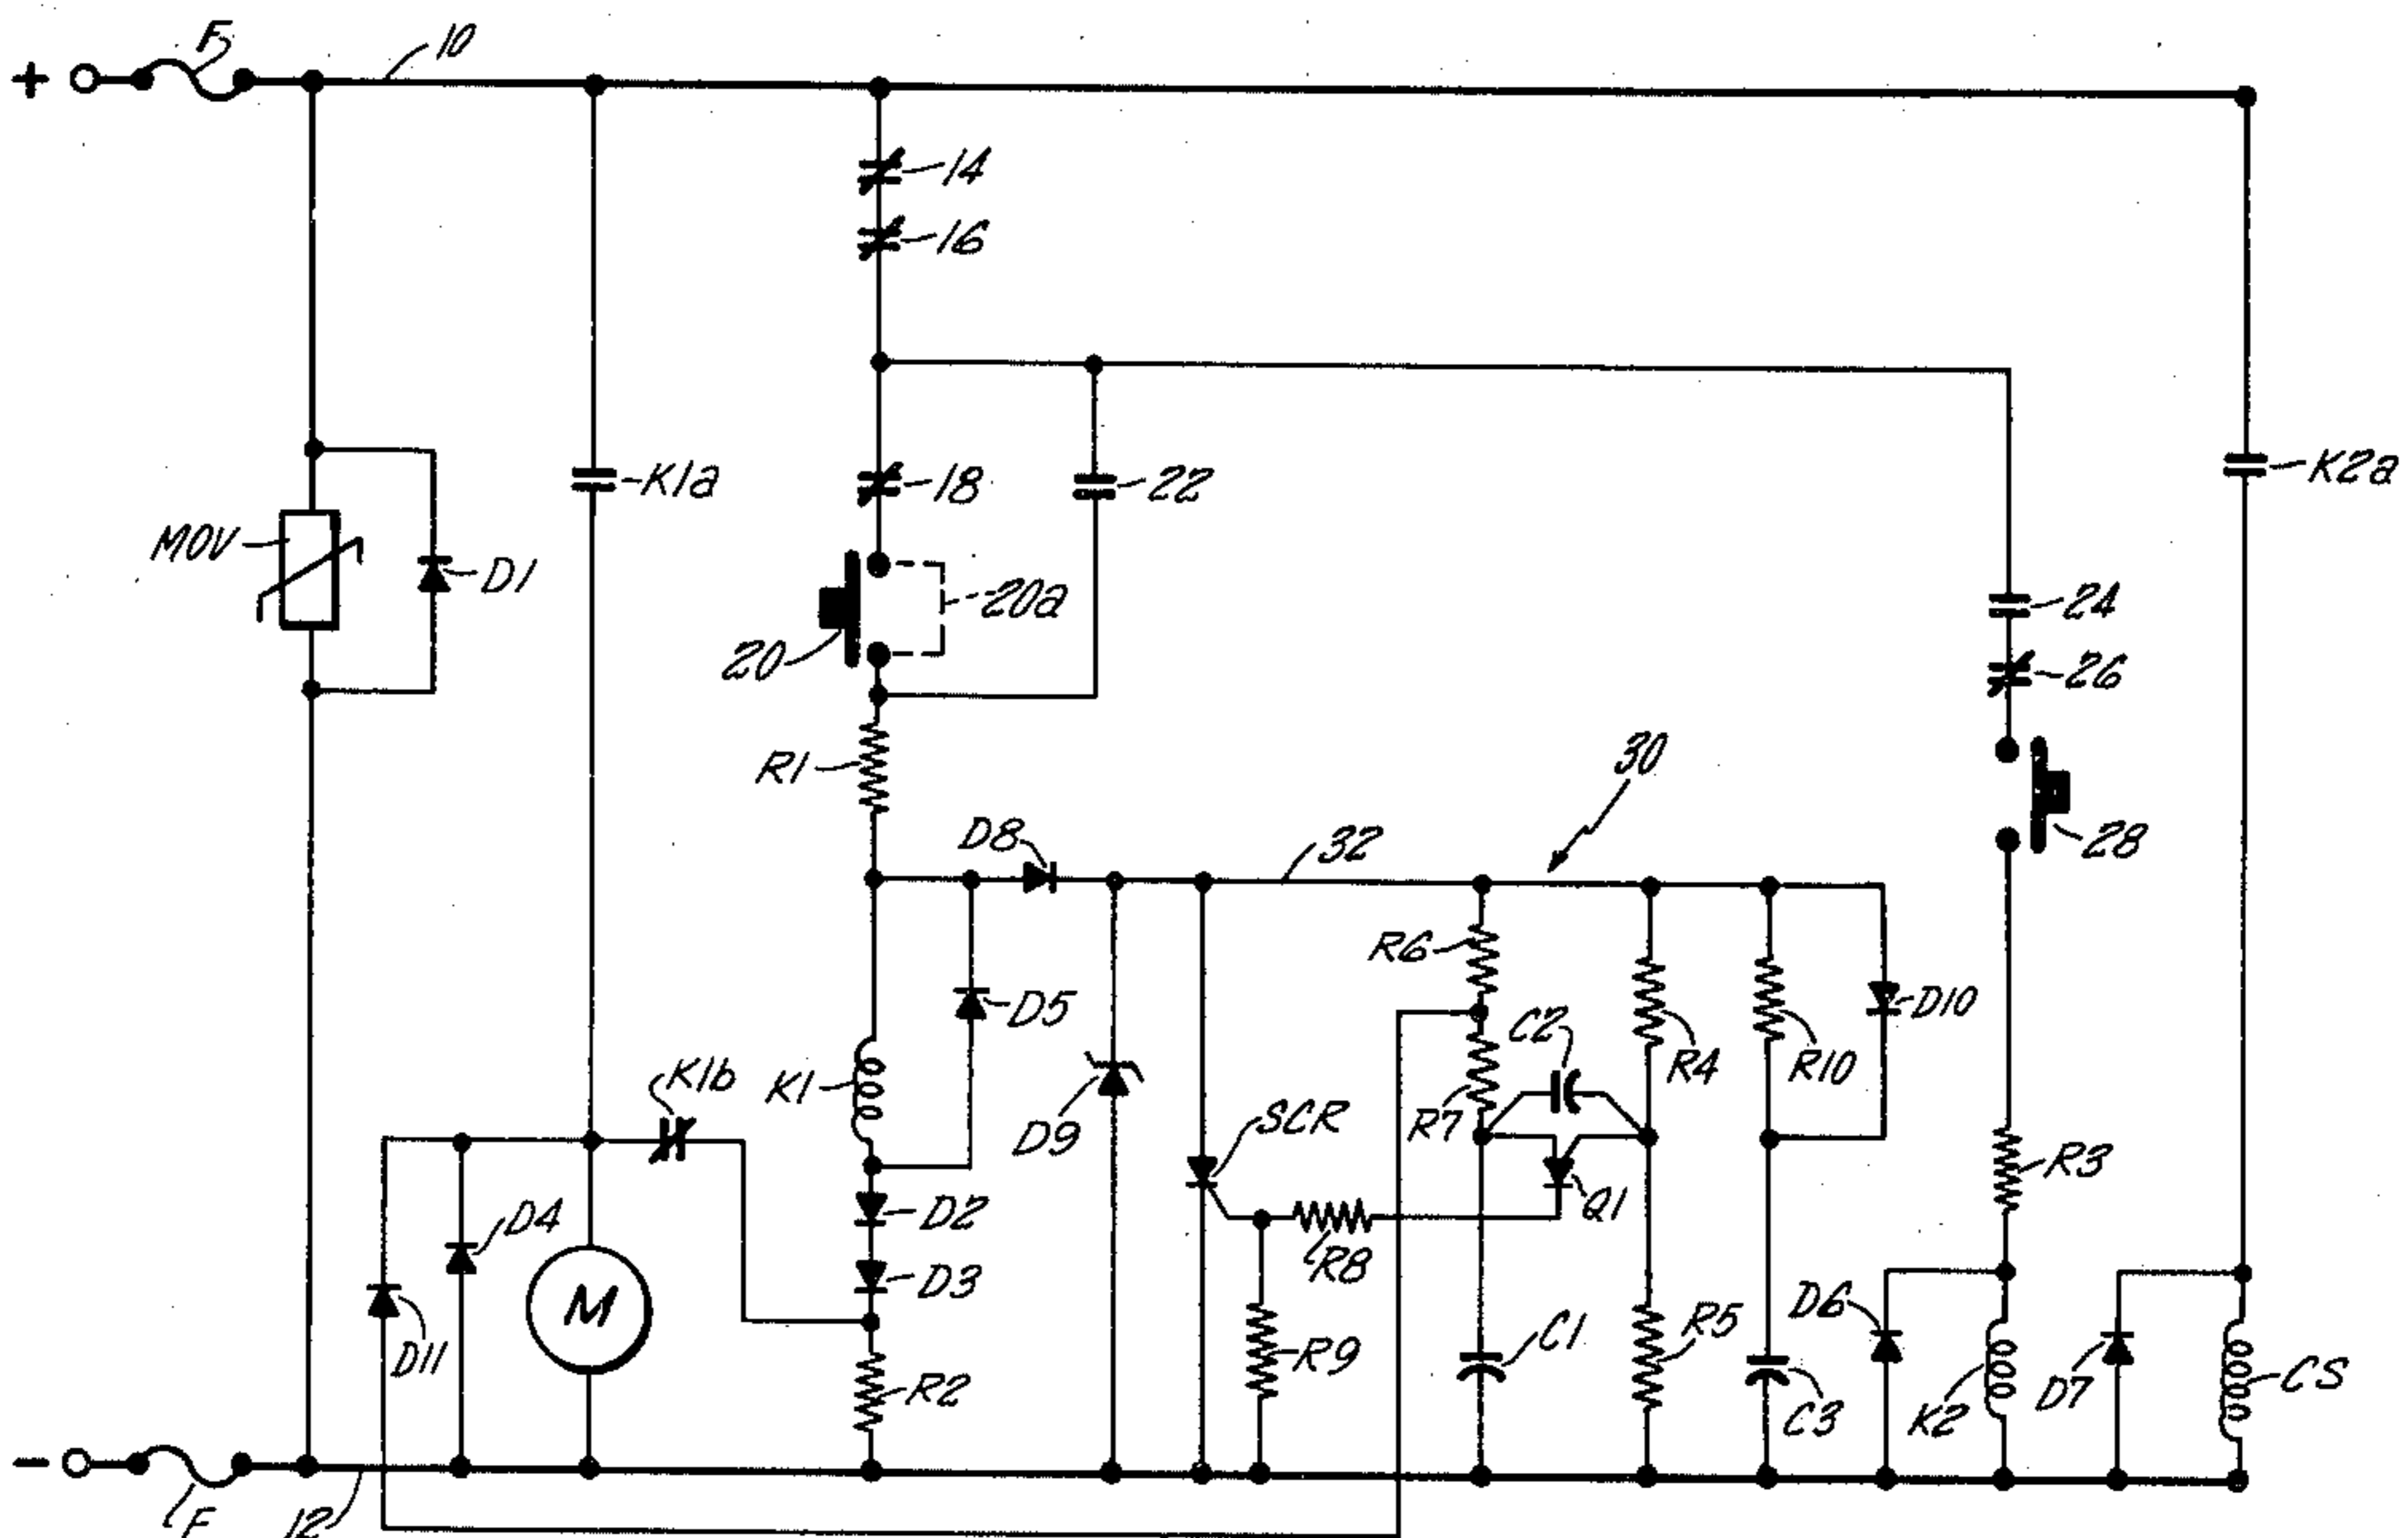 + F 10
14
16
K1a
18
22
K2a
MOV
D1
20a
20
24
26
R1
30
28
D8
32
R6
D5
C2
D10
K1b
K1
R4
R10
D9
R7
SCR
R3
D4
D2
Q1
R8
D3
M
D11
R9
C1
R5
D6
R2
C3
K2
D7
CS
- F 12